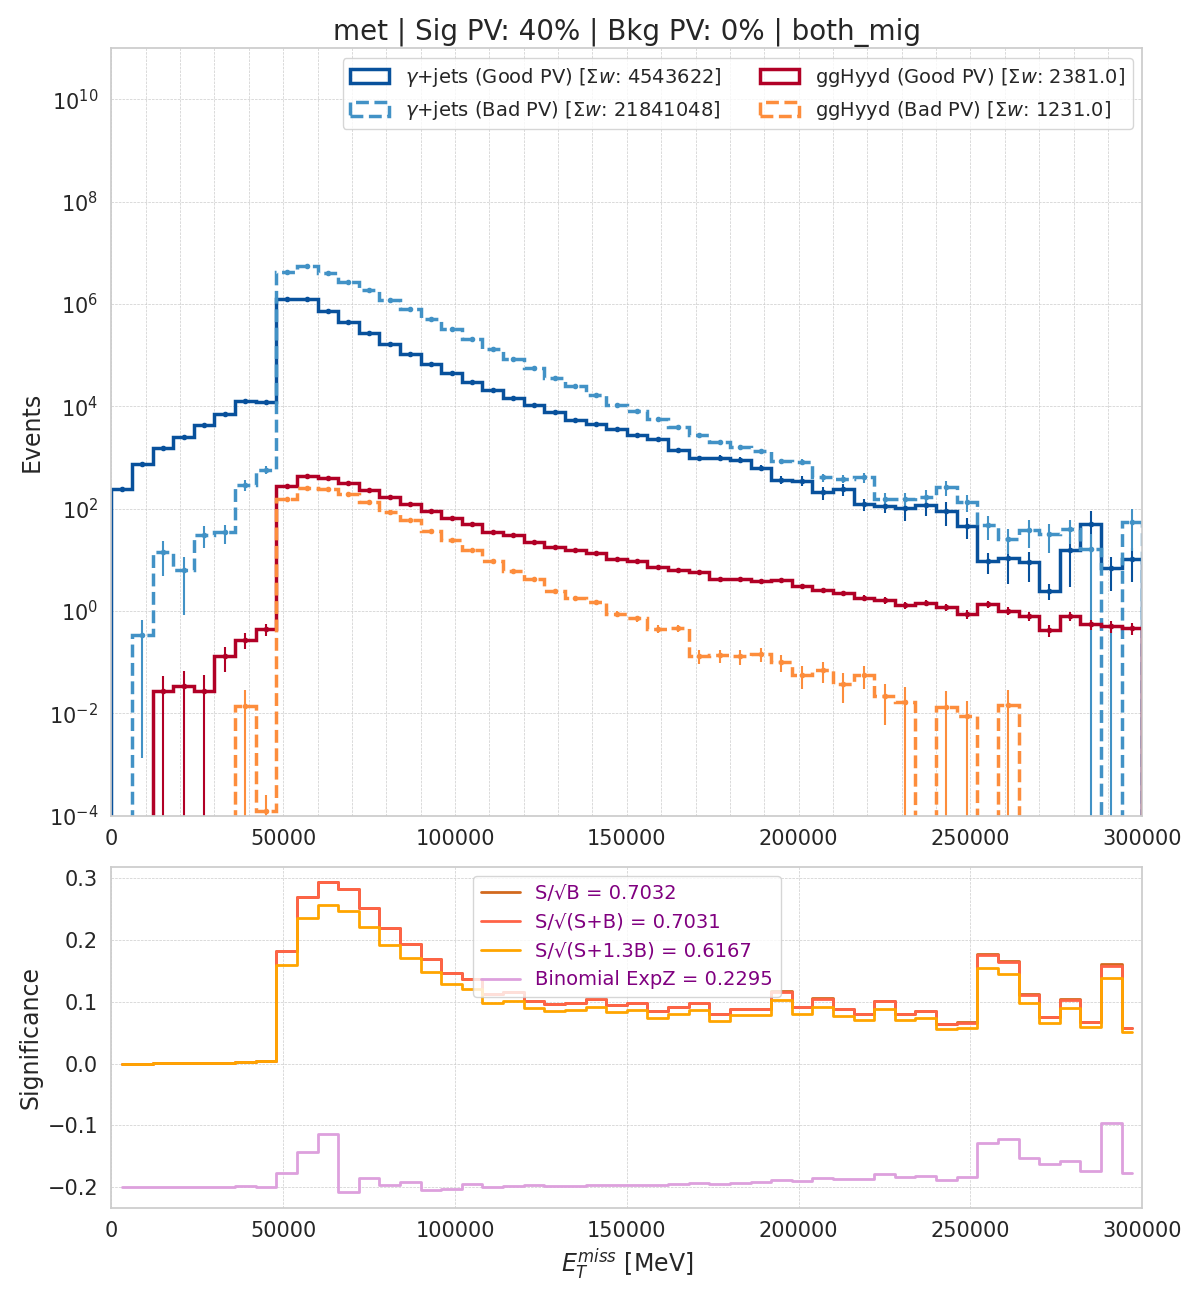 met | Sig PV: 40% | Bkg PV: 0% | both_mig
γ+jets (Good PV) [Σw: 4543622]
γ+jets (Bad PV) [Σw: 21841048]
ggHyyd (Good PV) [Σw: 2381.0]
ggHyyd (Bad PV) [Σw: 1231.0]
Events
10^10
10^8
10^6
10^4
10^2
10^0
10^−2
10^−4
0 50000 100000 150000 200000 250000 300000
S/√B = 0.7032
S/√(S+B) = 0.7031
S/√(S+1.3B) = 0.6167
Binomial ExpZ = 0.2295
Significance
0.3
0.2
0.1
0.0
−0.1
−0.2
0 50000 100000 150000 200000 250000 300000
E_T^miss [MeV]